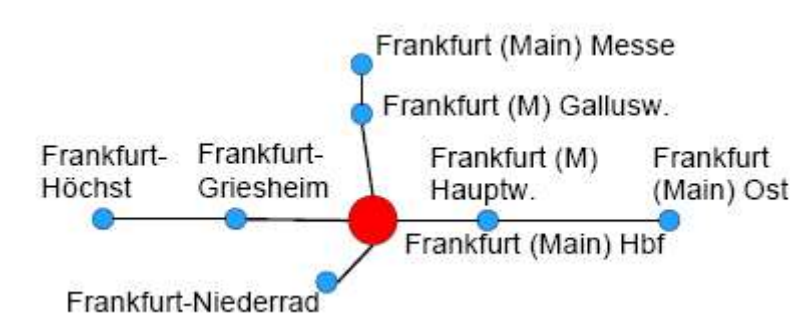 Frankfurt (Main) Messe
Frankfurt (M) Gallusw.
Frankfurt-
Höchst
Frankfurt-
Griesheim
Frankfurt (M)
Hauptw.
Frankfurt
(Main) Ost
Frankfurt (Main) Hbf
Frankfurt-Niederrad